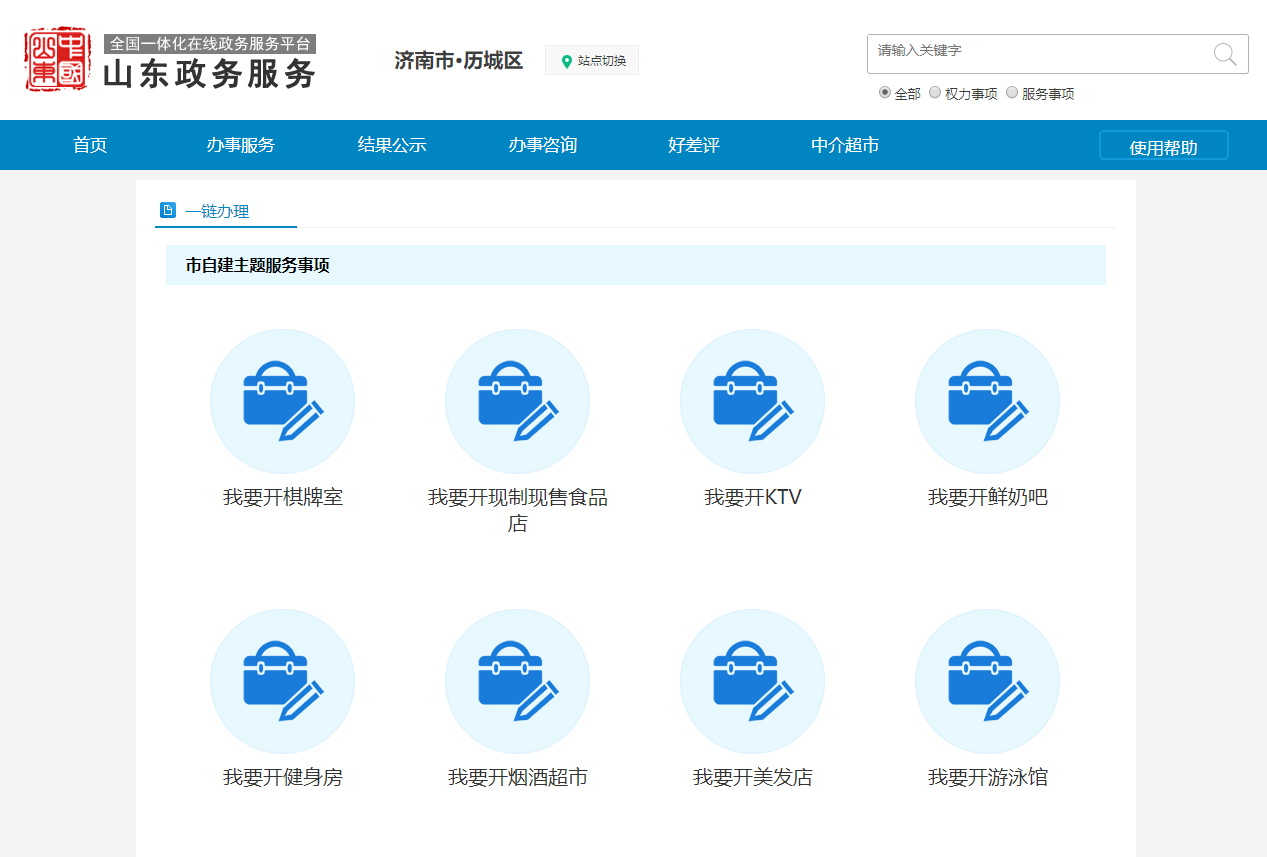 全国一体化在线政务服务平台
山东政务服务
济南市·历城区
站点切换
请输入关键字
全部 权力事项 服务事项
首页 办事服务 结果公示 办事咨询 好差评 中介超市 使用帮助
一链办理
市自建主题服务事项
我要开棋牌室
我要开现制现售食品
店
我要开KTV
我要开鲜奶吧
我要开健身房
我要开烟酒超市
我要开美发店
我要开游泳馆